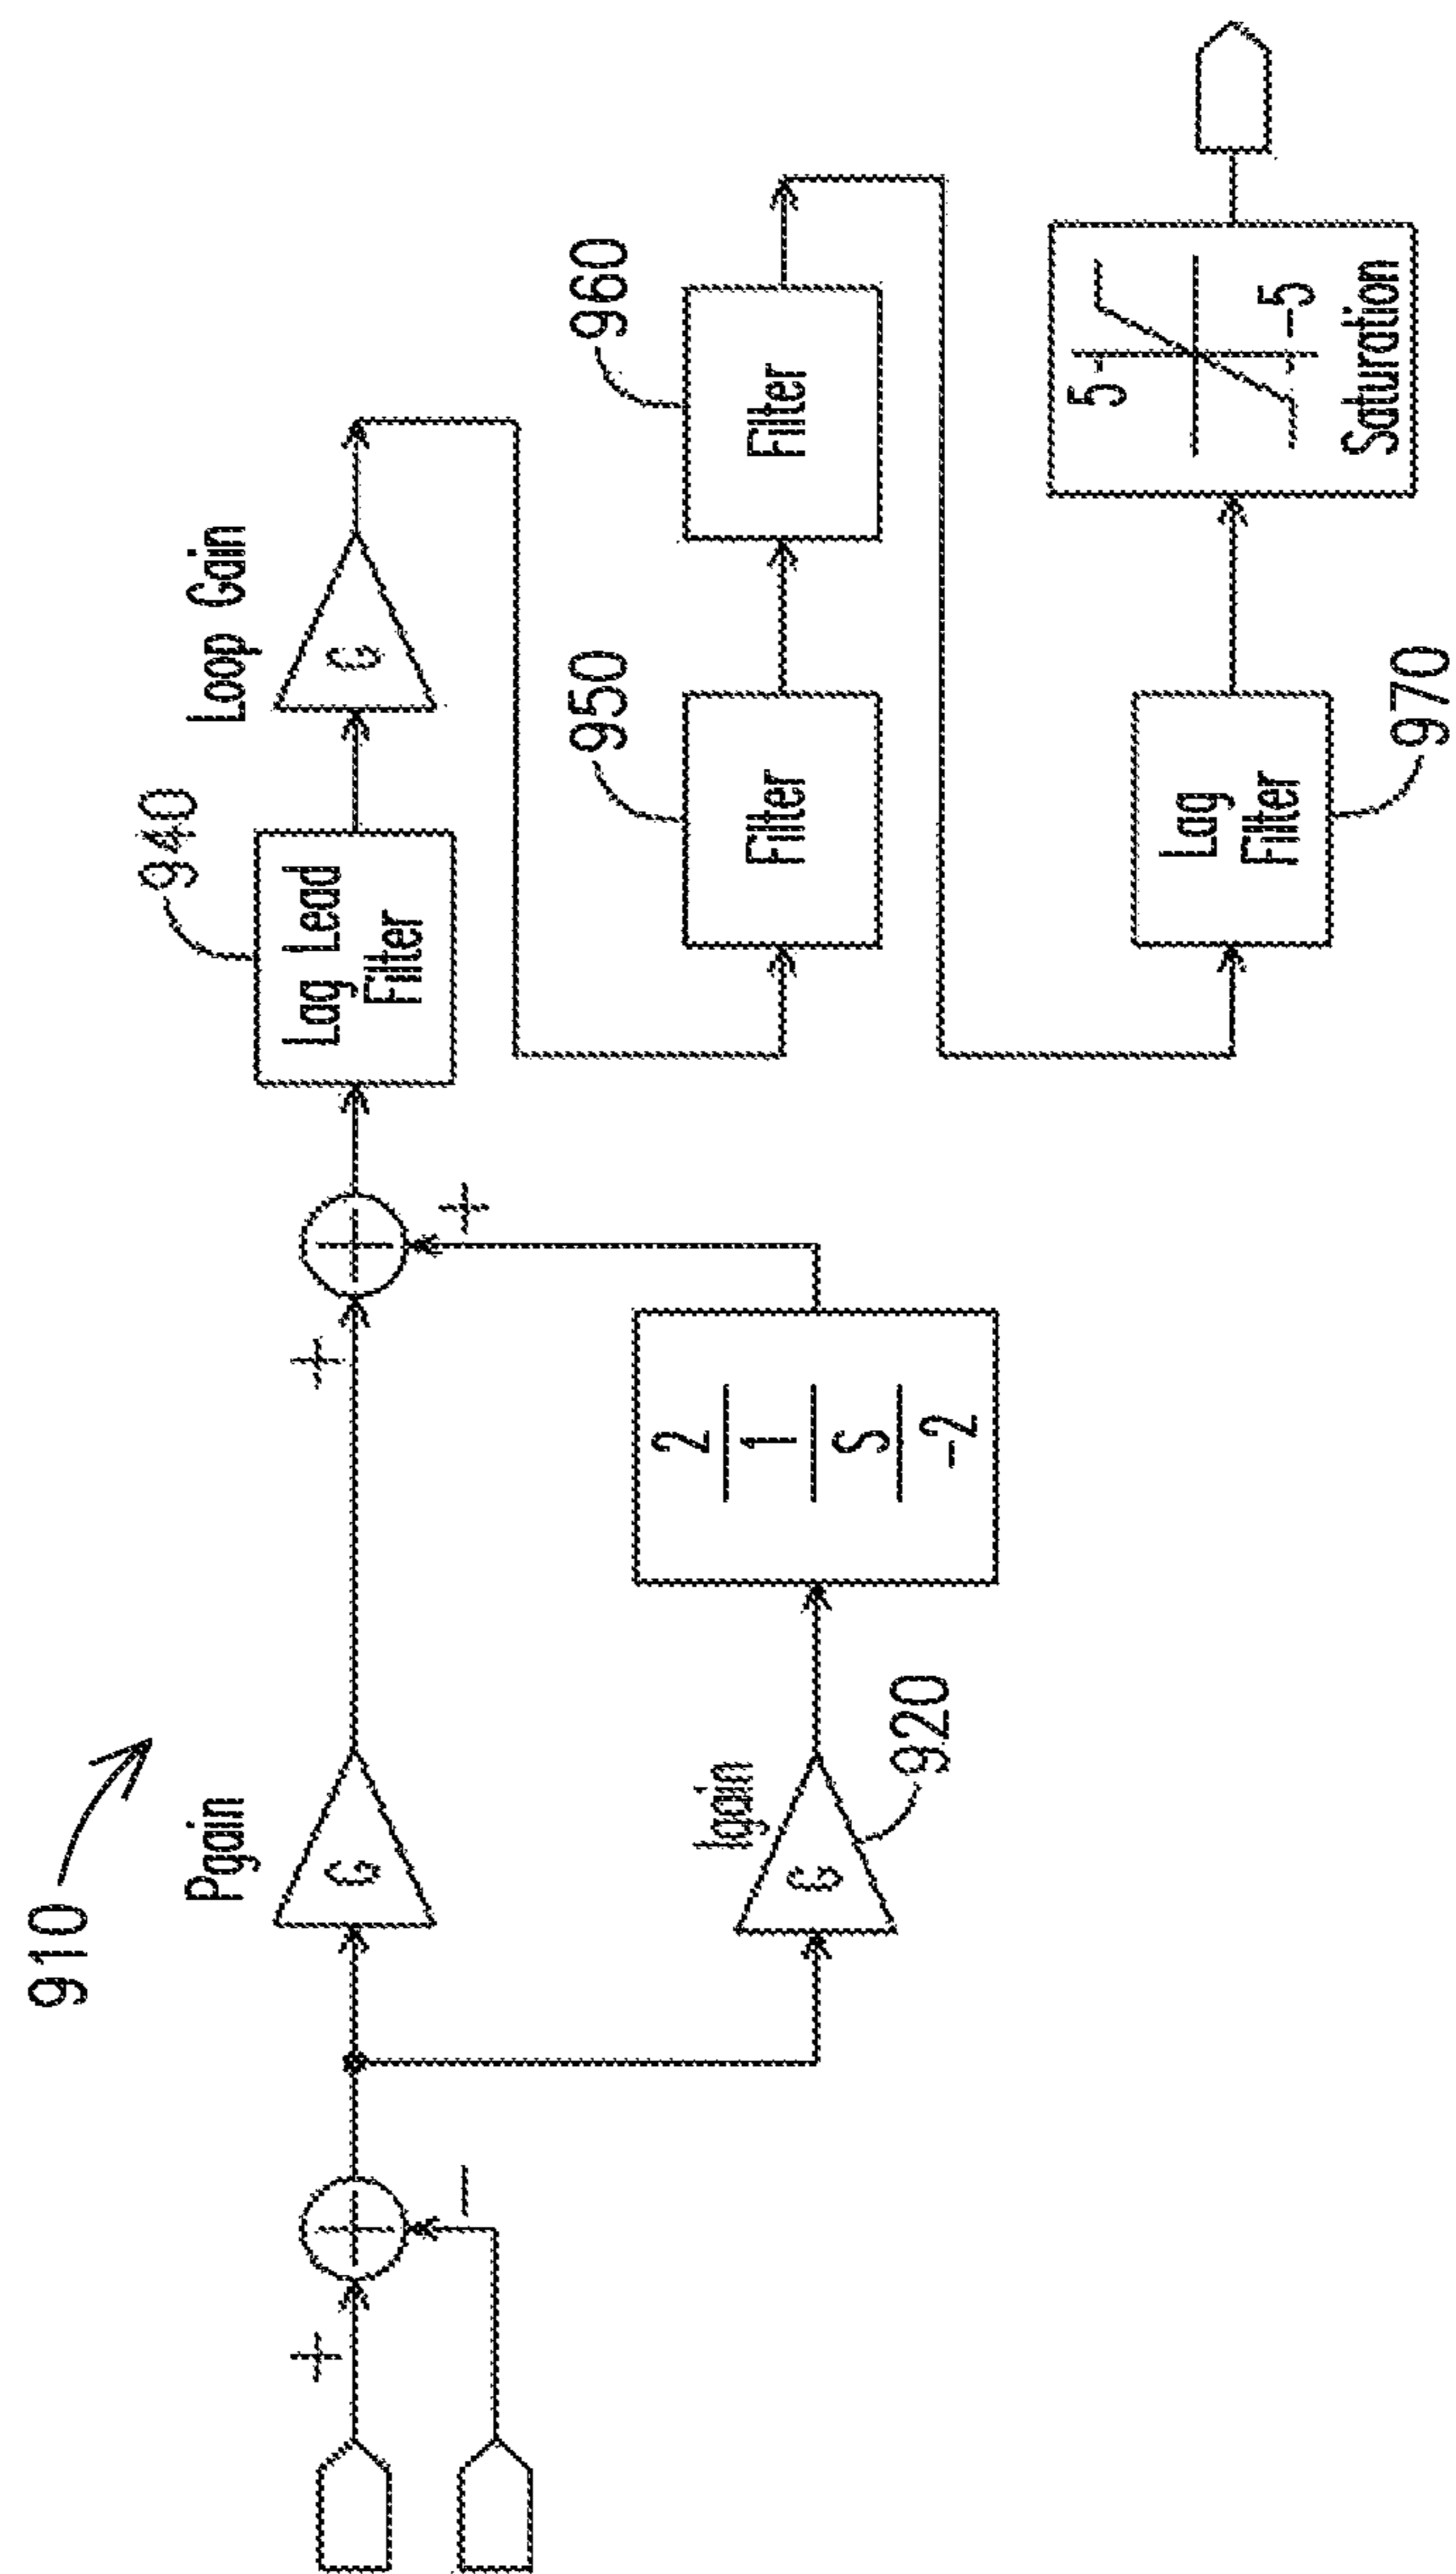 910
Pgain
G
+
-
+
+
Igain
G
920
2
1
S
-2
940
Lag Lead
Filter
Loop Gain
G
950
Filter
960
Filter
Lag
Filter
970
5
-5
Saturation